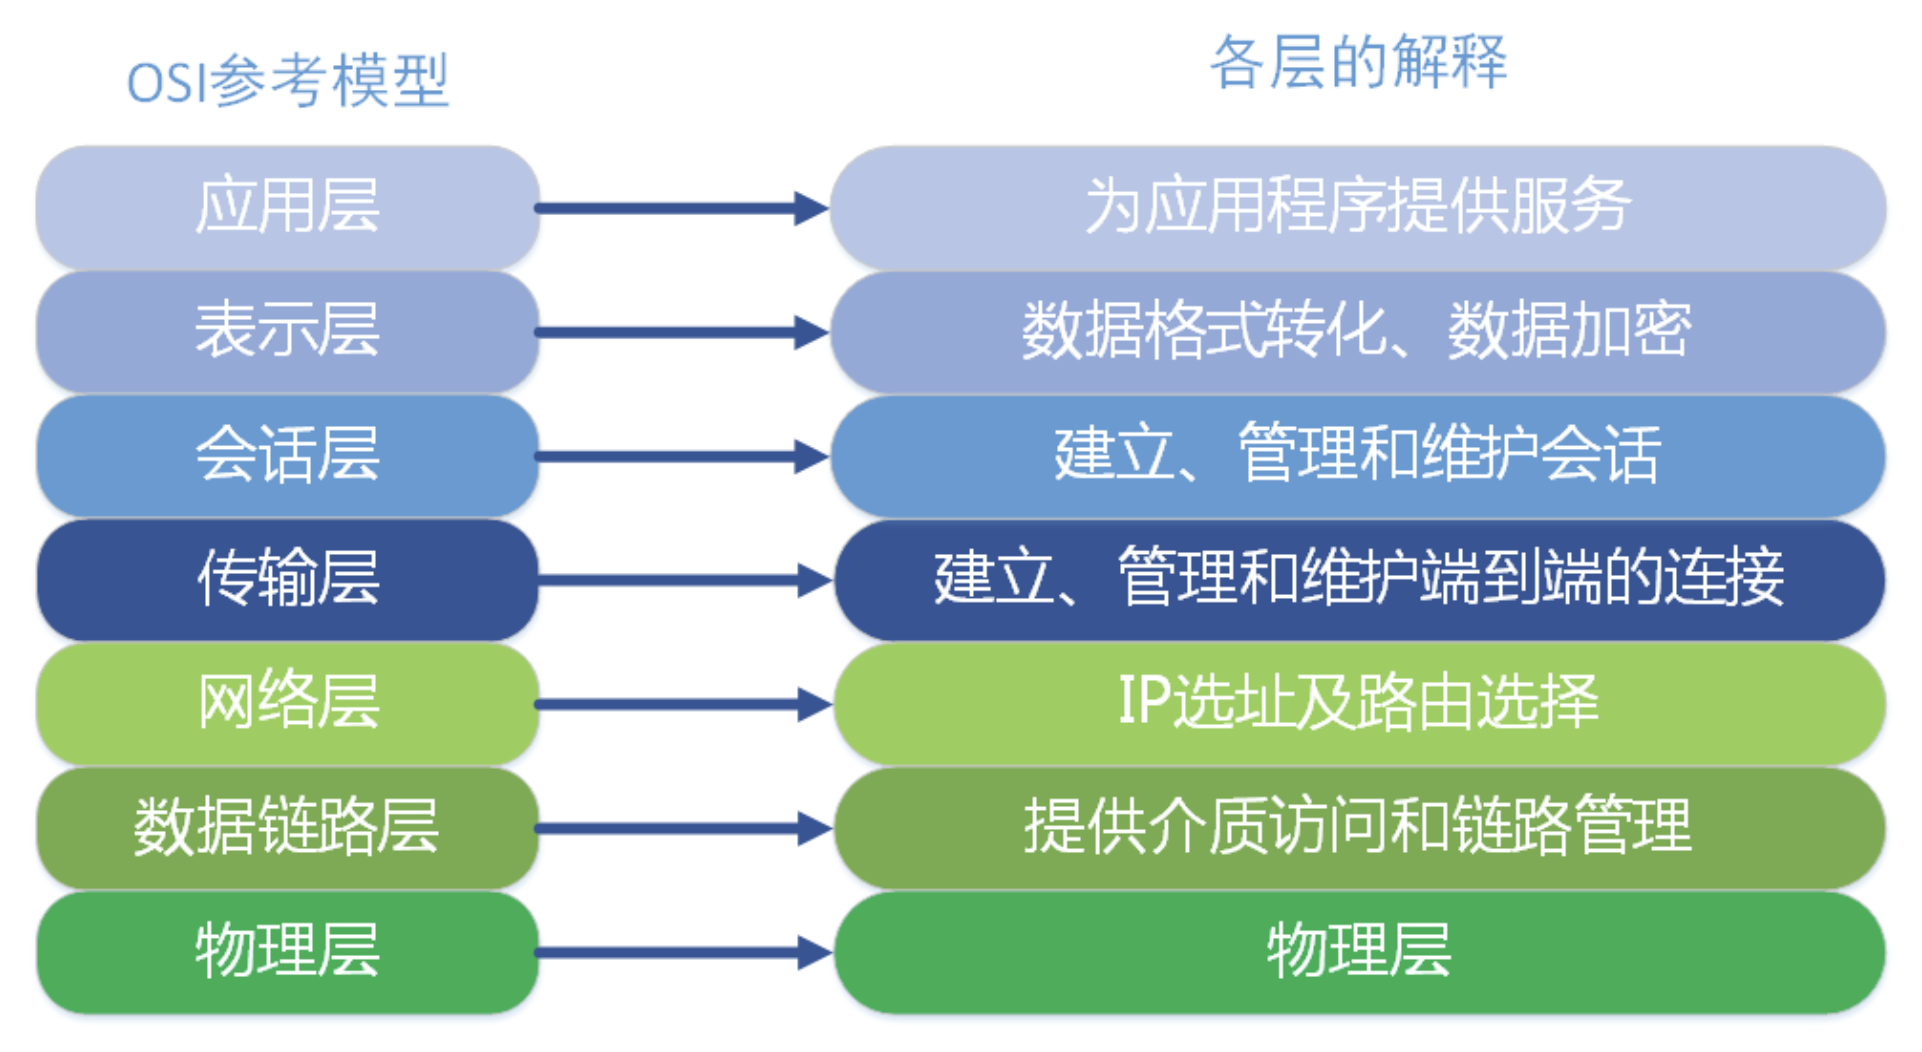 OSI参考模型
各层的解释
应用层
为应用程序提供服务
表示层
数据格式转化、数据加密
会话层
建立、管理和维护会话
传输层
建立、管理和维护端到端的连接
网络层
IP选址及路由选择
数据链路层
提供介质访问和链路管理
物理层
物理层